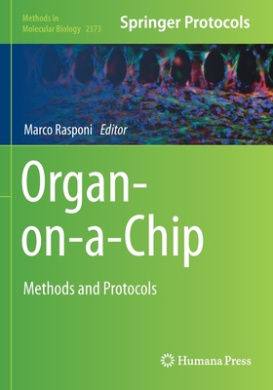 Methods in
Molecular Biology 2373
Springer Protocols
Marco Rasponi Editor
Organ-
on-a-Chip
Methods and Protocols
Humana Press